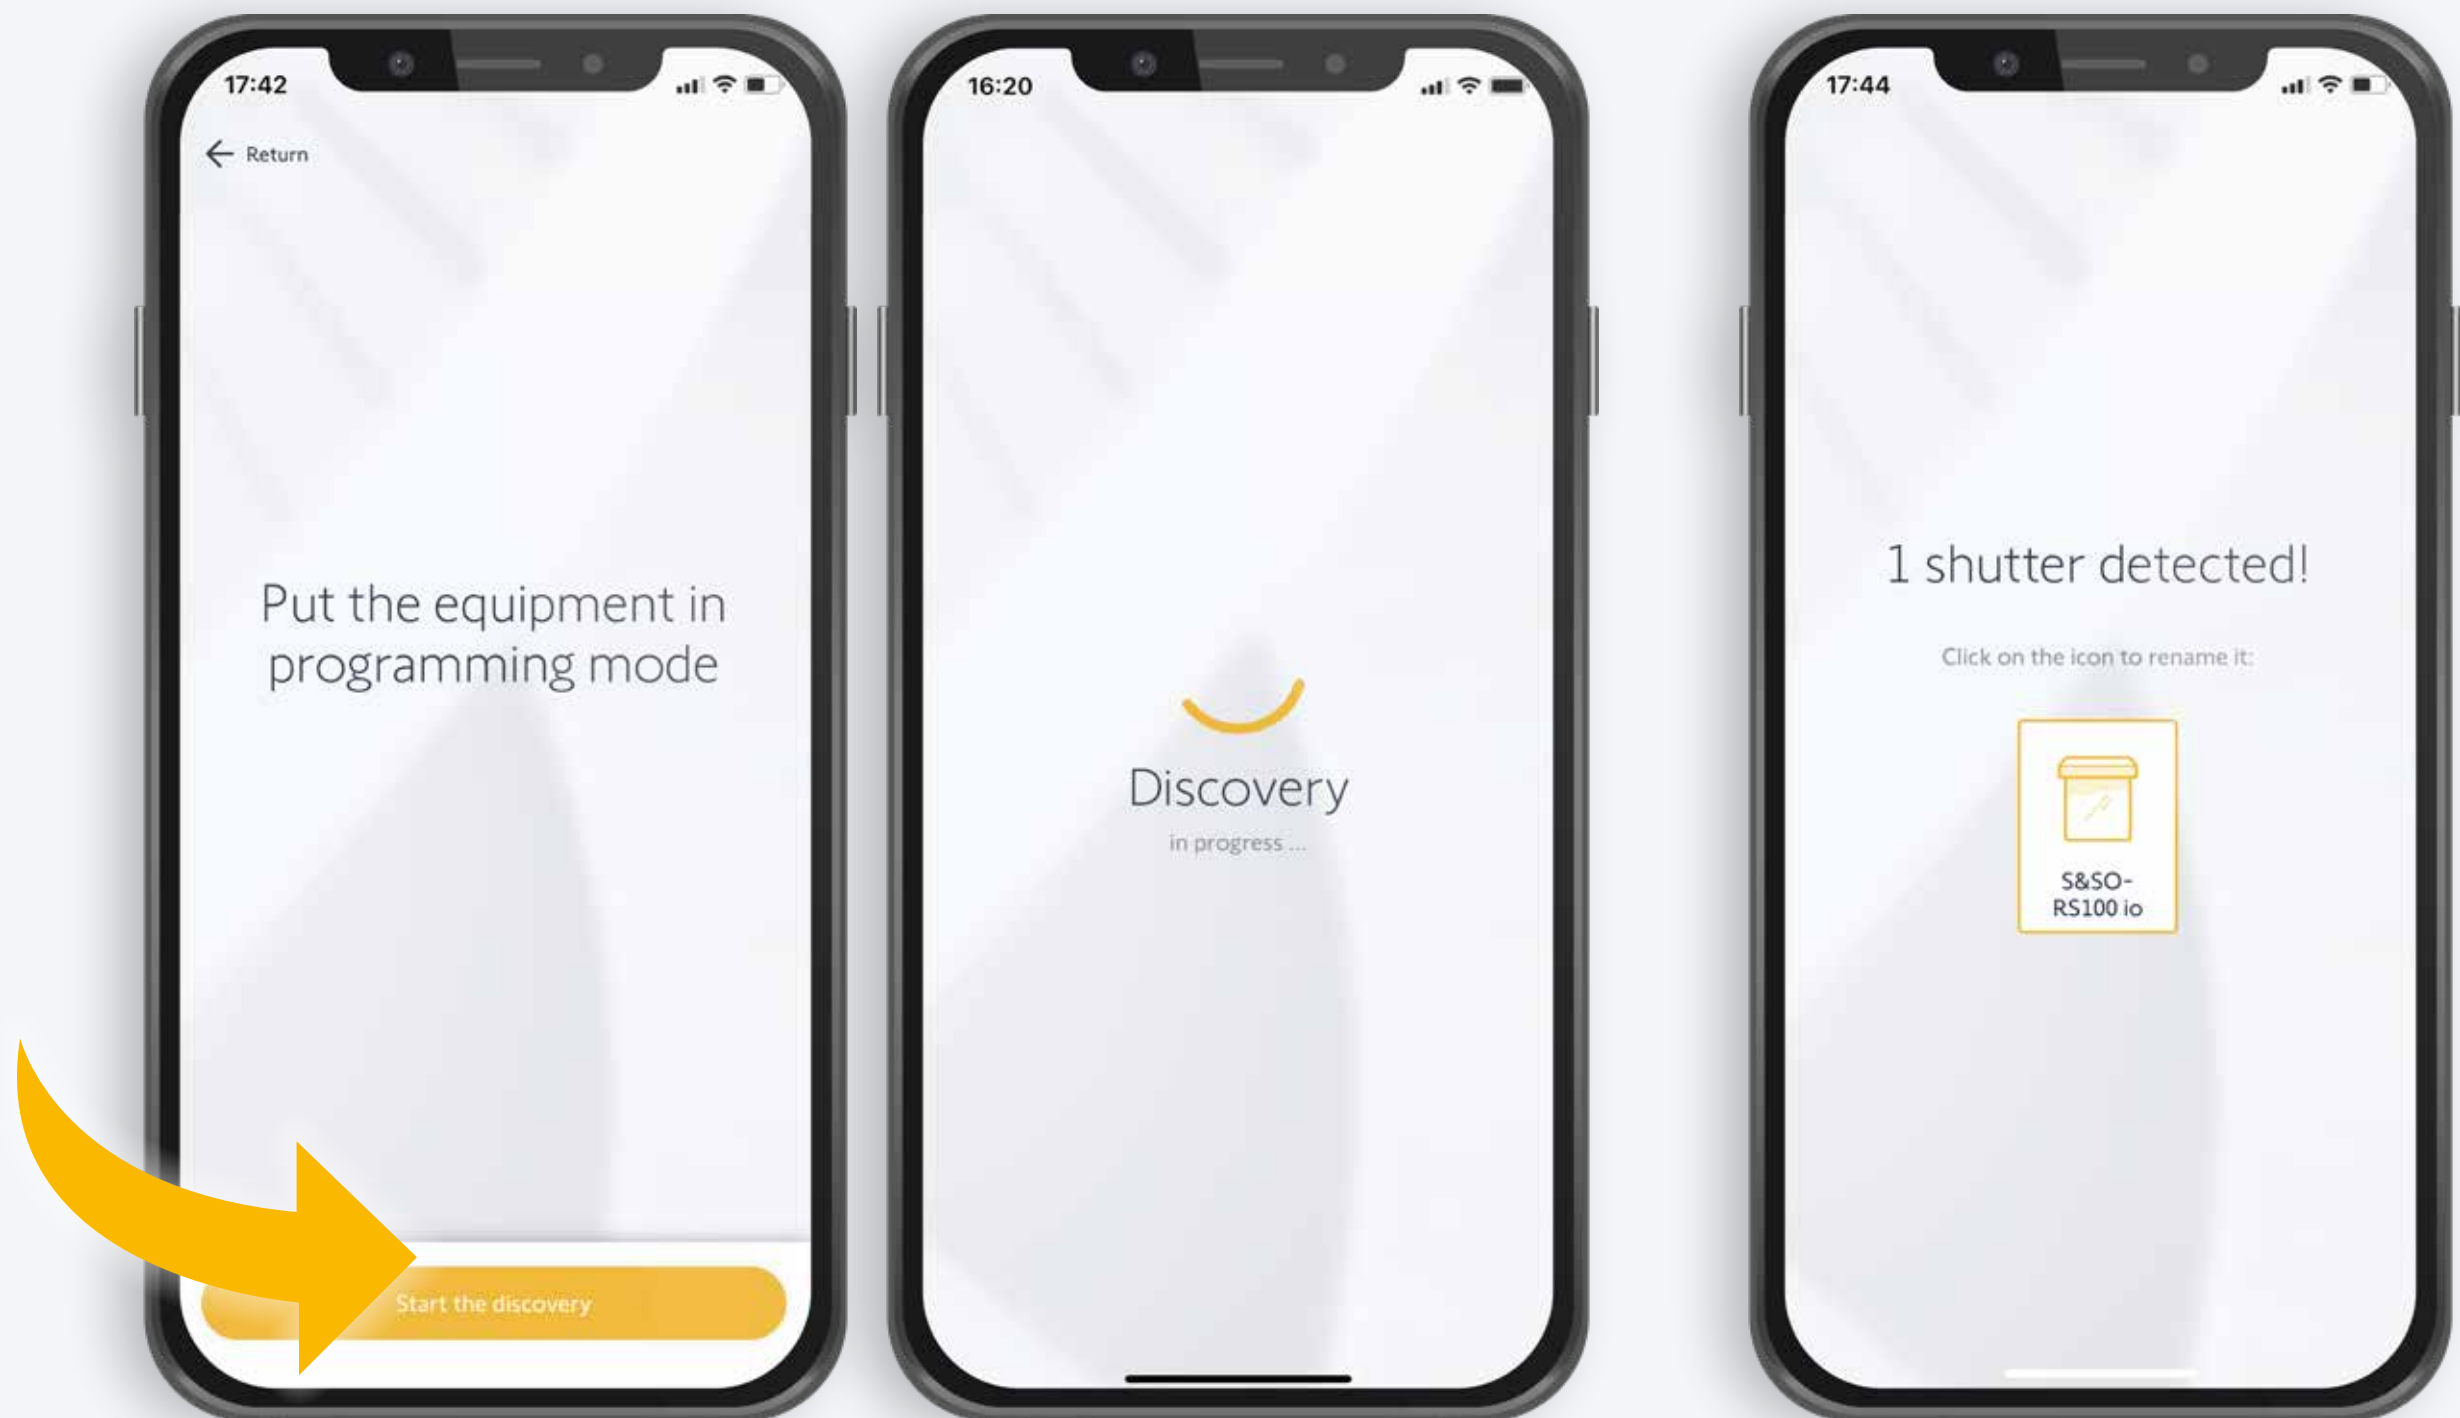 17:42
Return
Put the equipment in
programming mode
Start the discovery
16:20
Discovery
in progress ...
17:44
1 shutter detected!
Click on the icon to rename it:
S&SO-
RS100 io